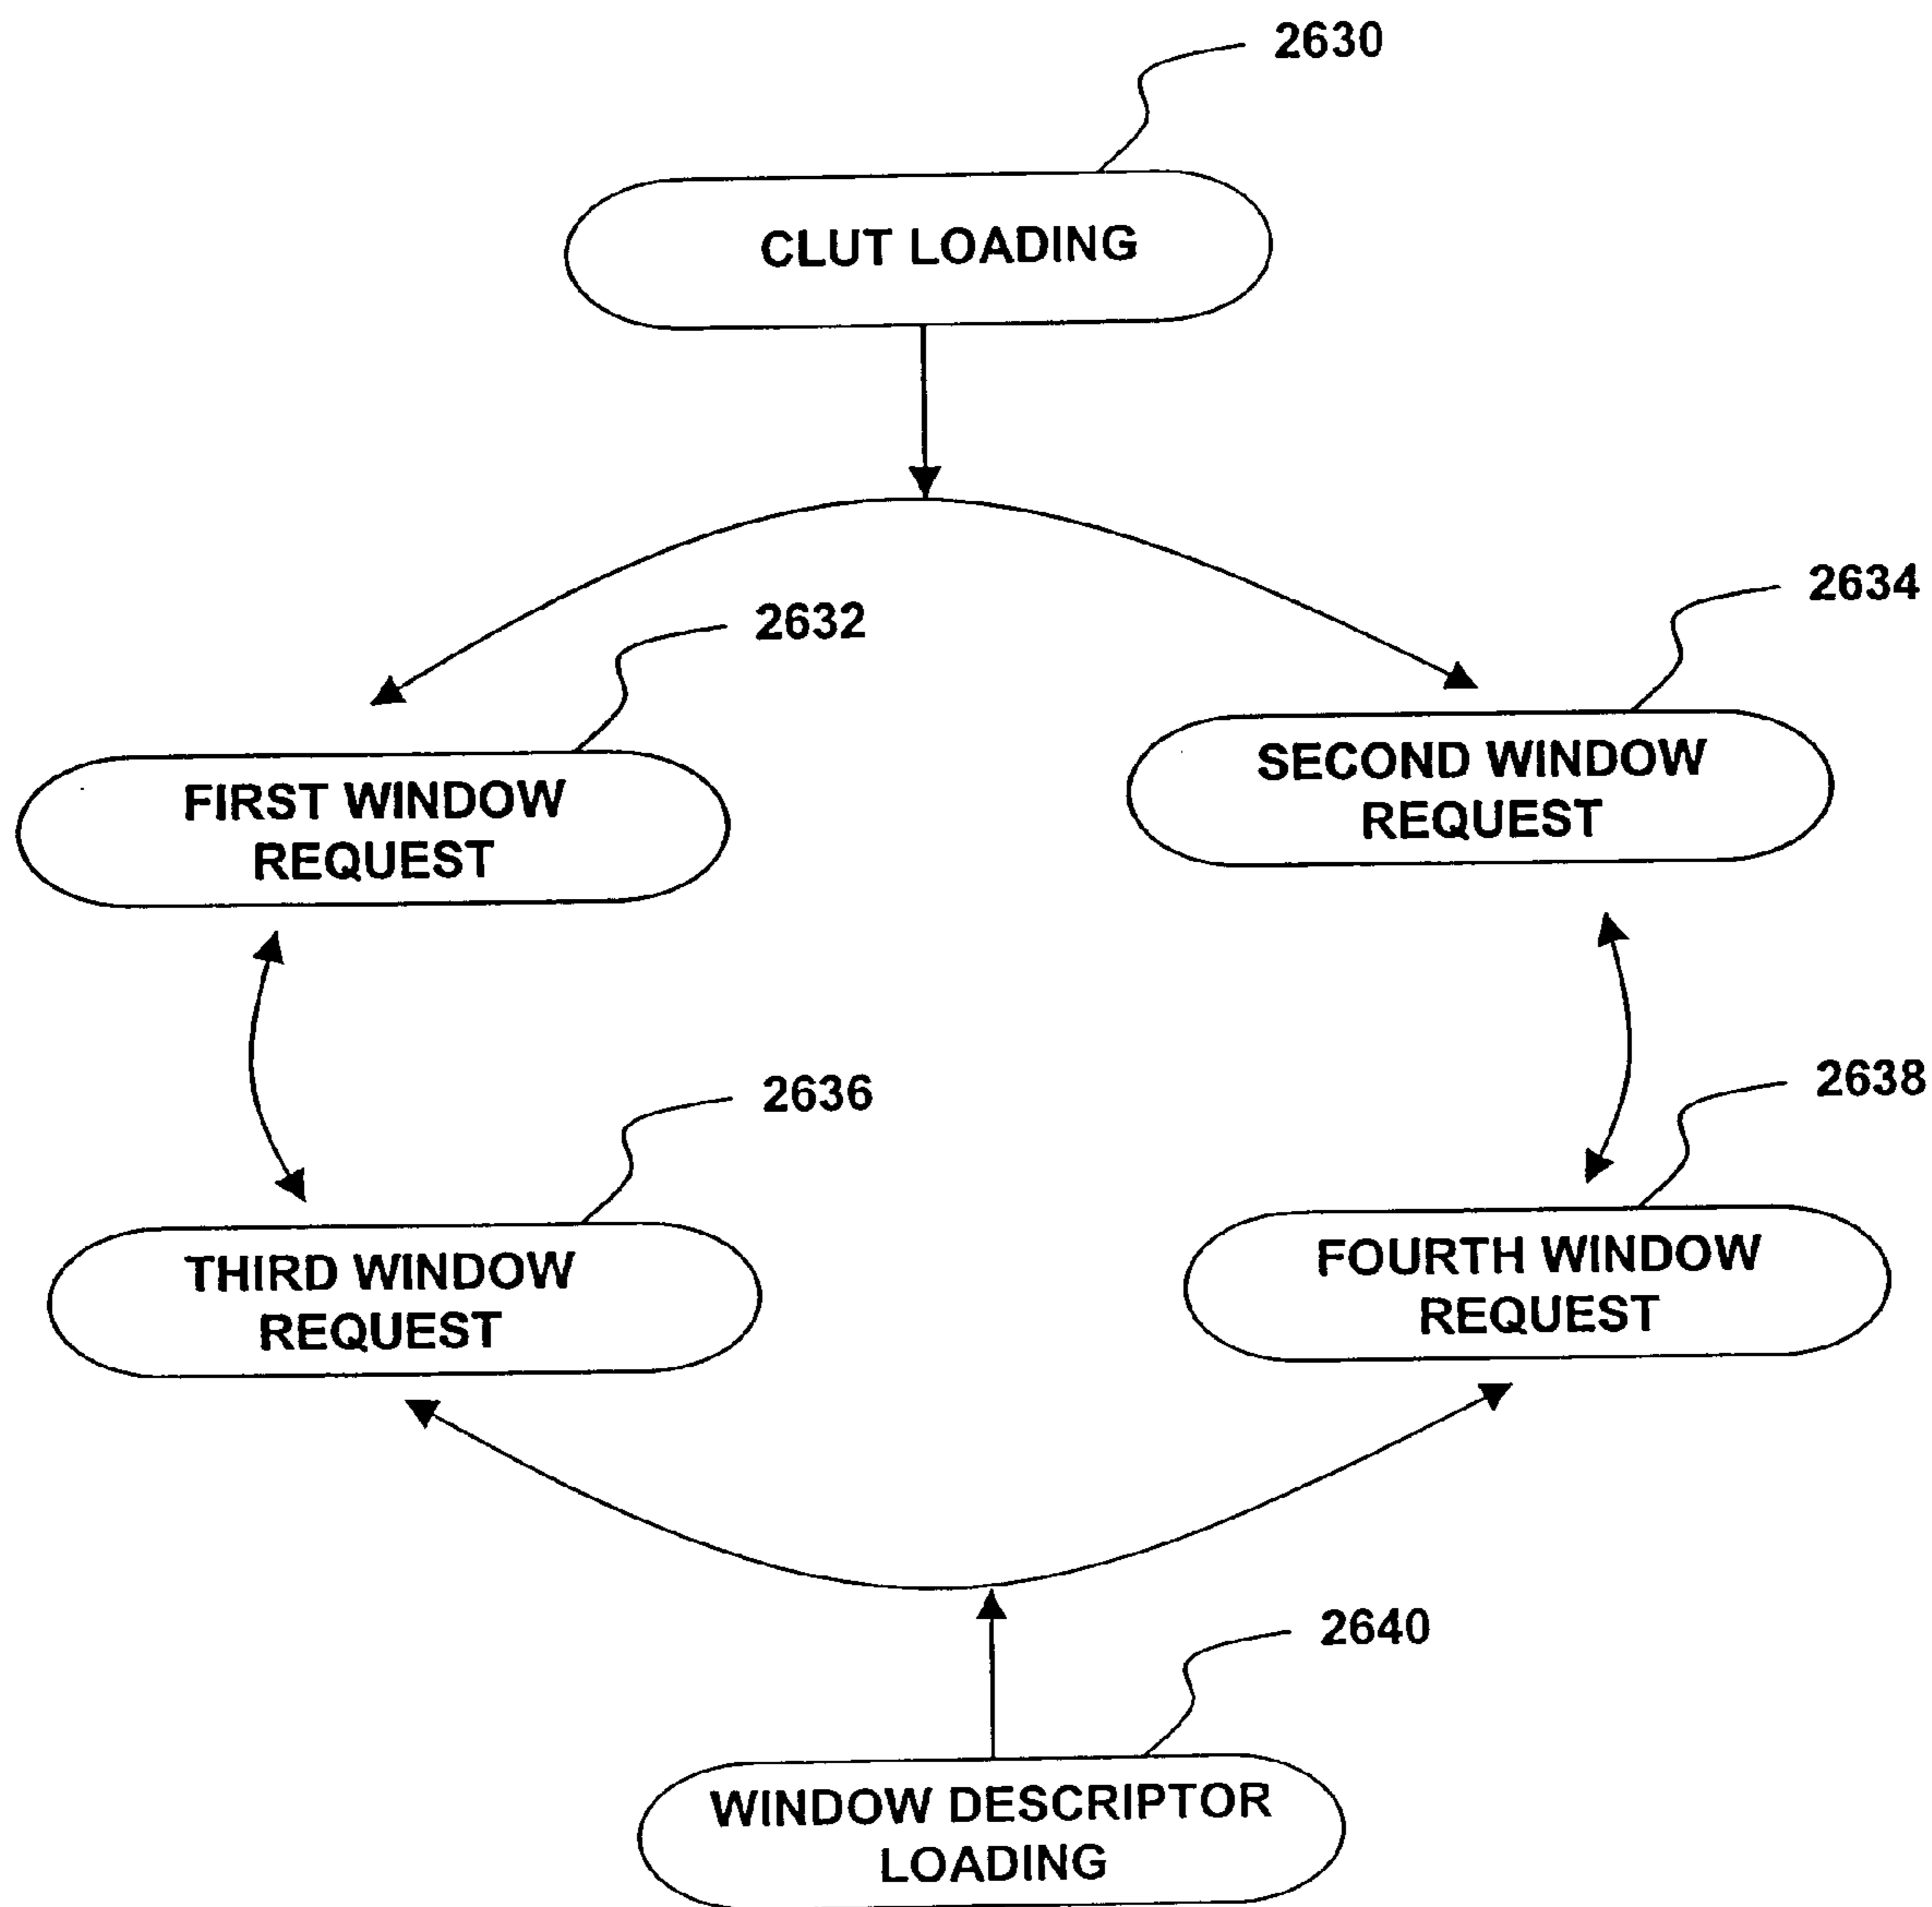 2630
CLUT LOADING
2632
2634
FIRST WINDOW
REQUEST
SECOND WINDOW
REQUEST
2636
2638
THIRD WINDOW
REQUEST
FOURTH WINDOW
REQUEST
2640
WINDOW DESCRIPTOR
LOADING